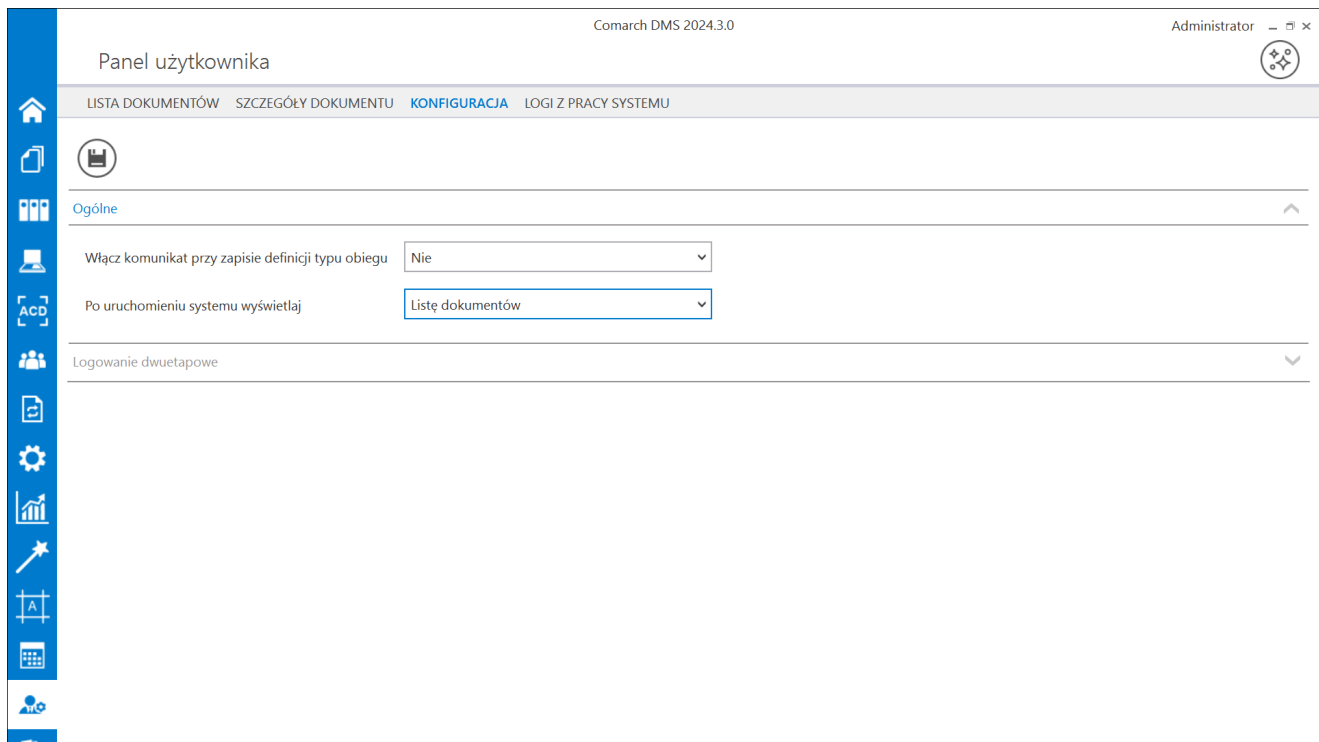 Comarch DMS 2024.3.0
Administrator
Panel użytkownika
LISTA DOKUMENTÓW SZCZEGÓŁY DOKUMENTU KONFIGURACJA LOGI Z PRACY SYSTEMU
Ogólne
Włącz komunikat przy zapisie definicji typu obiegu Nie
Po uruchomieniu systemu wyświetlaj Listę dokumentów
ACD
Logowanie dwuetapowe
A